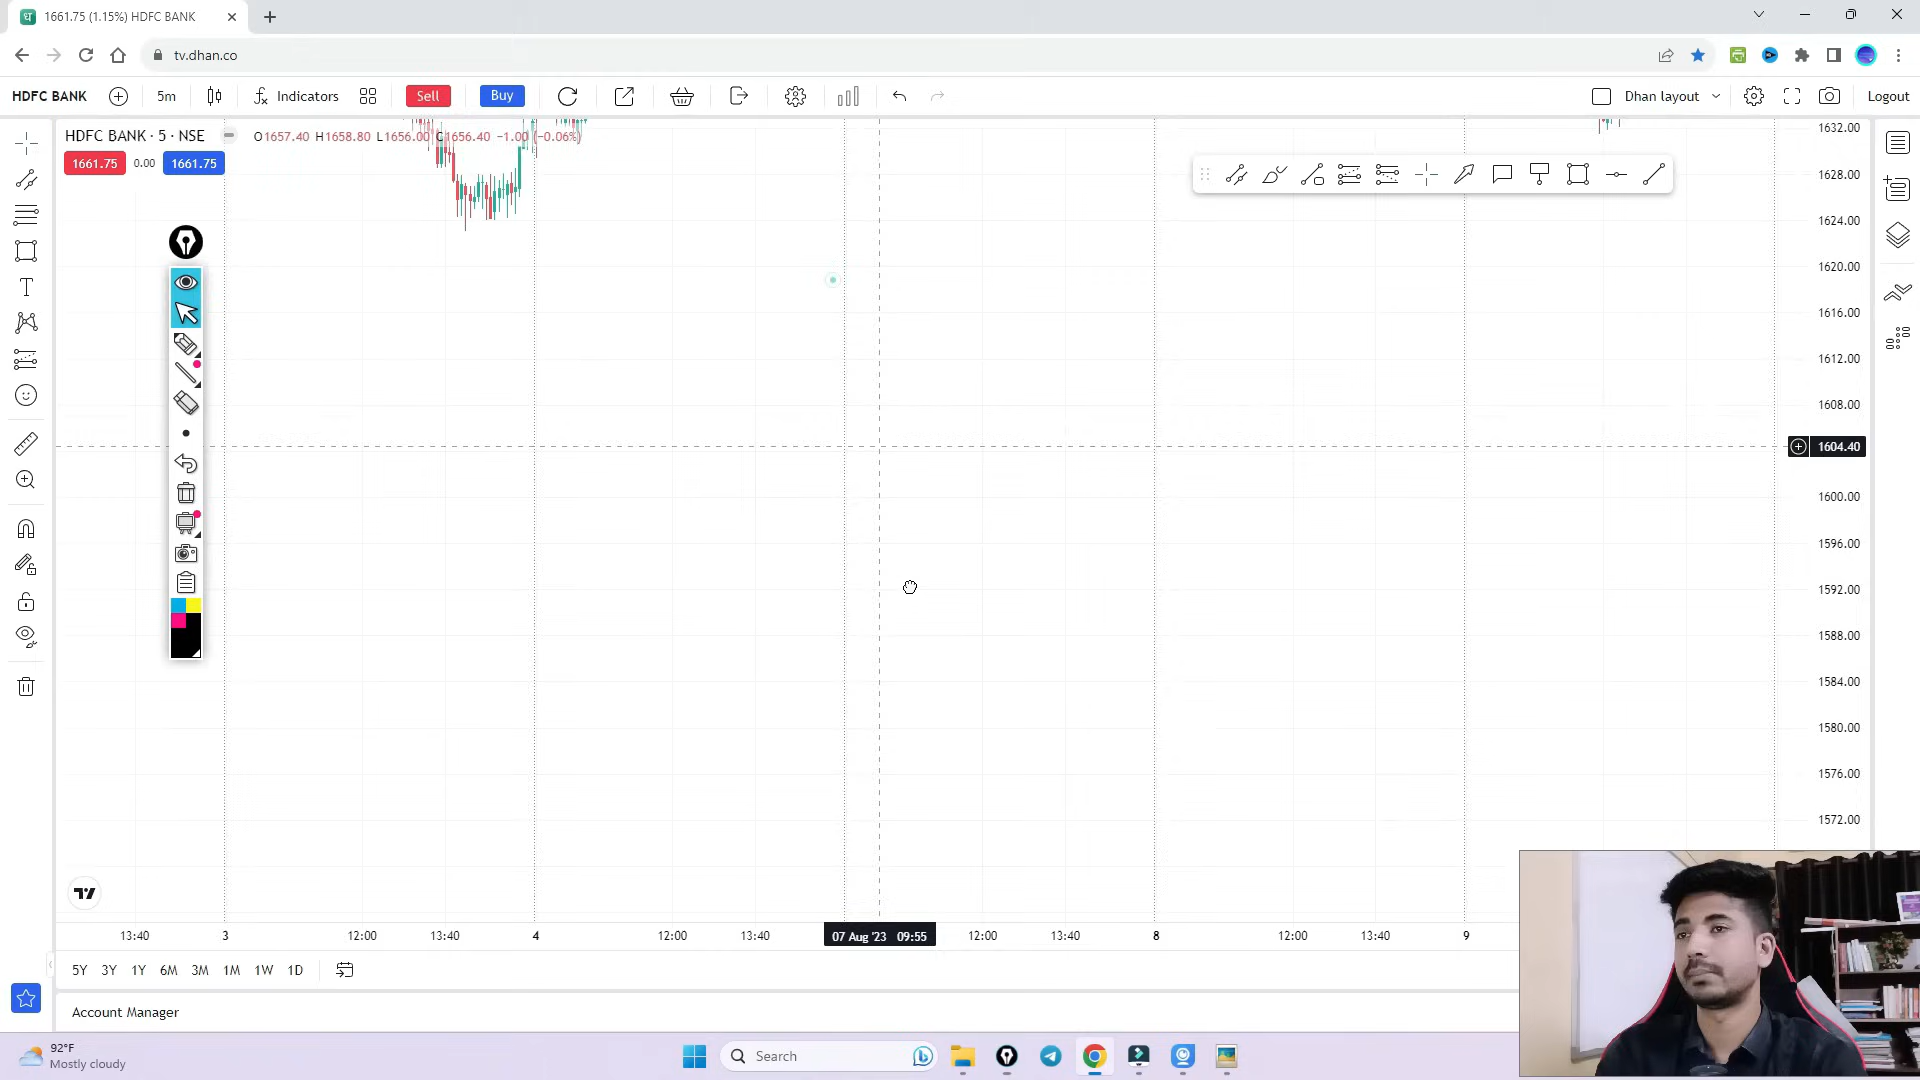 1661.75 (1.15%) HDFC BANK
tv.dhan.co
HDFC BANK 5m Indicators Sell Buy Dhan layout Logout
HDFC BANK · 5 · NSE O1657.40 H1658.80 L1656.00 C1656.40 −1.00 (−0.06%)
1661.75 0.00 1661.75
1632.00
1628.00
1624.00
1620.00
1616.00
1612.00
1608.00
1604.40
1600.00
1596.00
1592.00
1588.00
1584.00
1580.00
1576.00
1572.00
13:40 3 12:00 13:40 4 12:00 13:40 07 Aug '23 09:55 12:00 13:40 8 12:00 13:40 9
5Y 3Y 1Y 6M 3M 1M 1W 1D
Account Manager
92°F
Mostly cloudy
Search